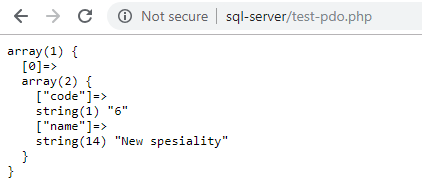 Not secure | sql-server/test-pdo.php
array(1) {
[0]=>
array(2) {
["code"]=>
string(1) "6"
["name"]=>
string(14) "New spesiality"
}
}